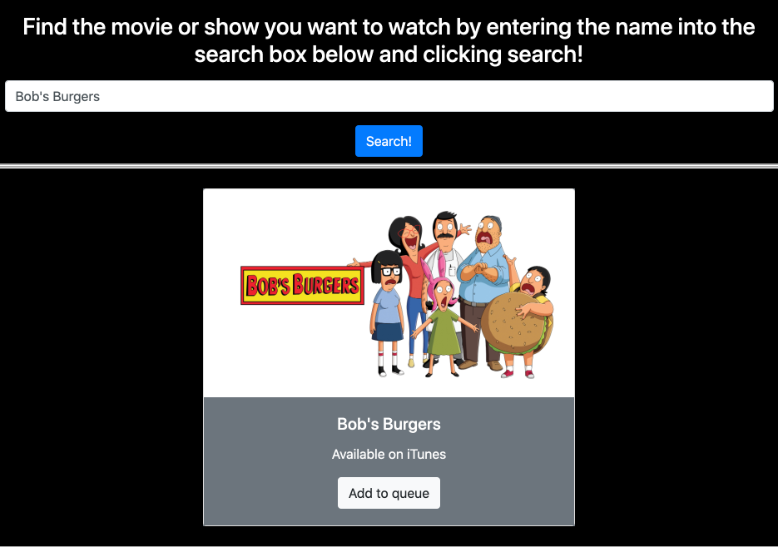 Find the movie or show you want to watch by entering the name into the
search box below and clicking search!
Bob's Burgers
Search!
BOB'S BURGERS
Bob's Burgers
Available on iTunes
Add to queue